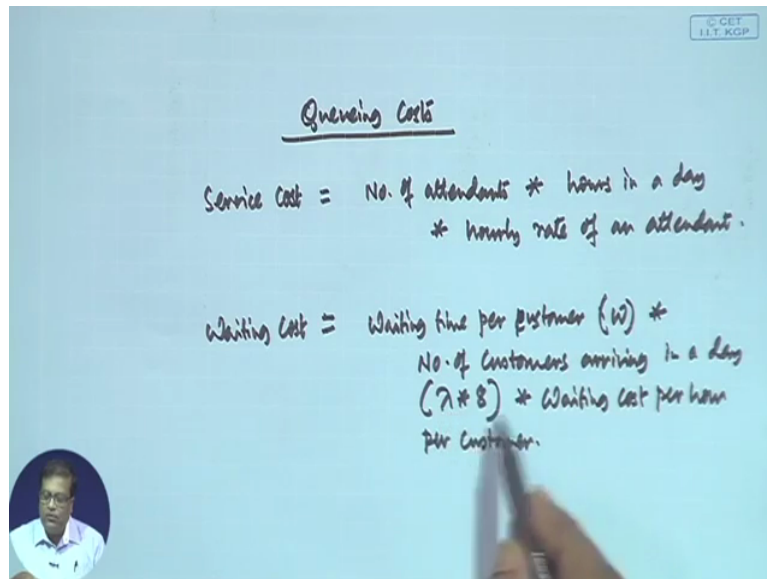 © CET
I.I.T. KGP
Queueing Costs
Service Cost = No. of attendants * hours in a day
* hourly rate of an attendant.
Waiting Cost = Waiting time per customer (W) *
No. of Customers arriving in a day
(λ * 8) * Waiting cost per hour
per customer.